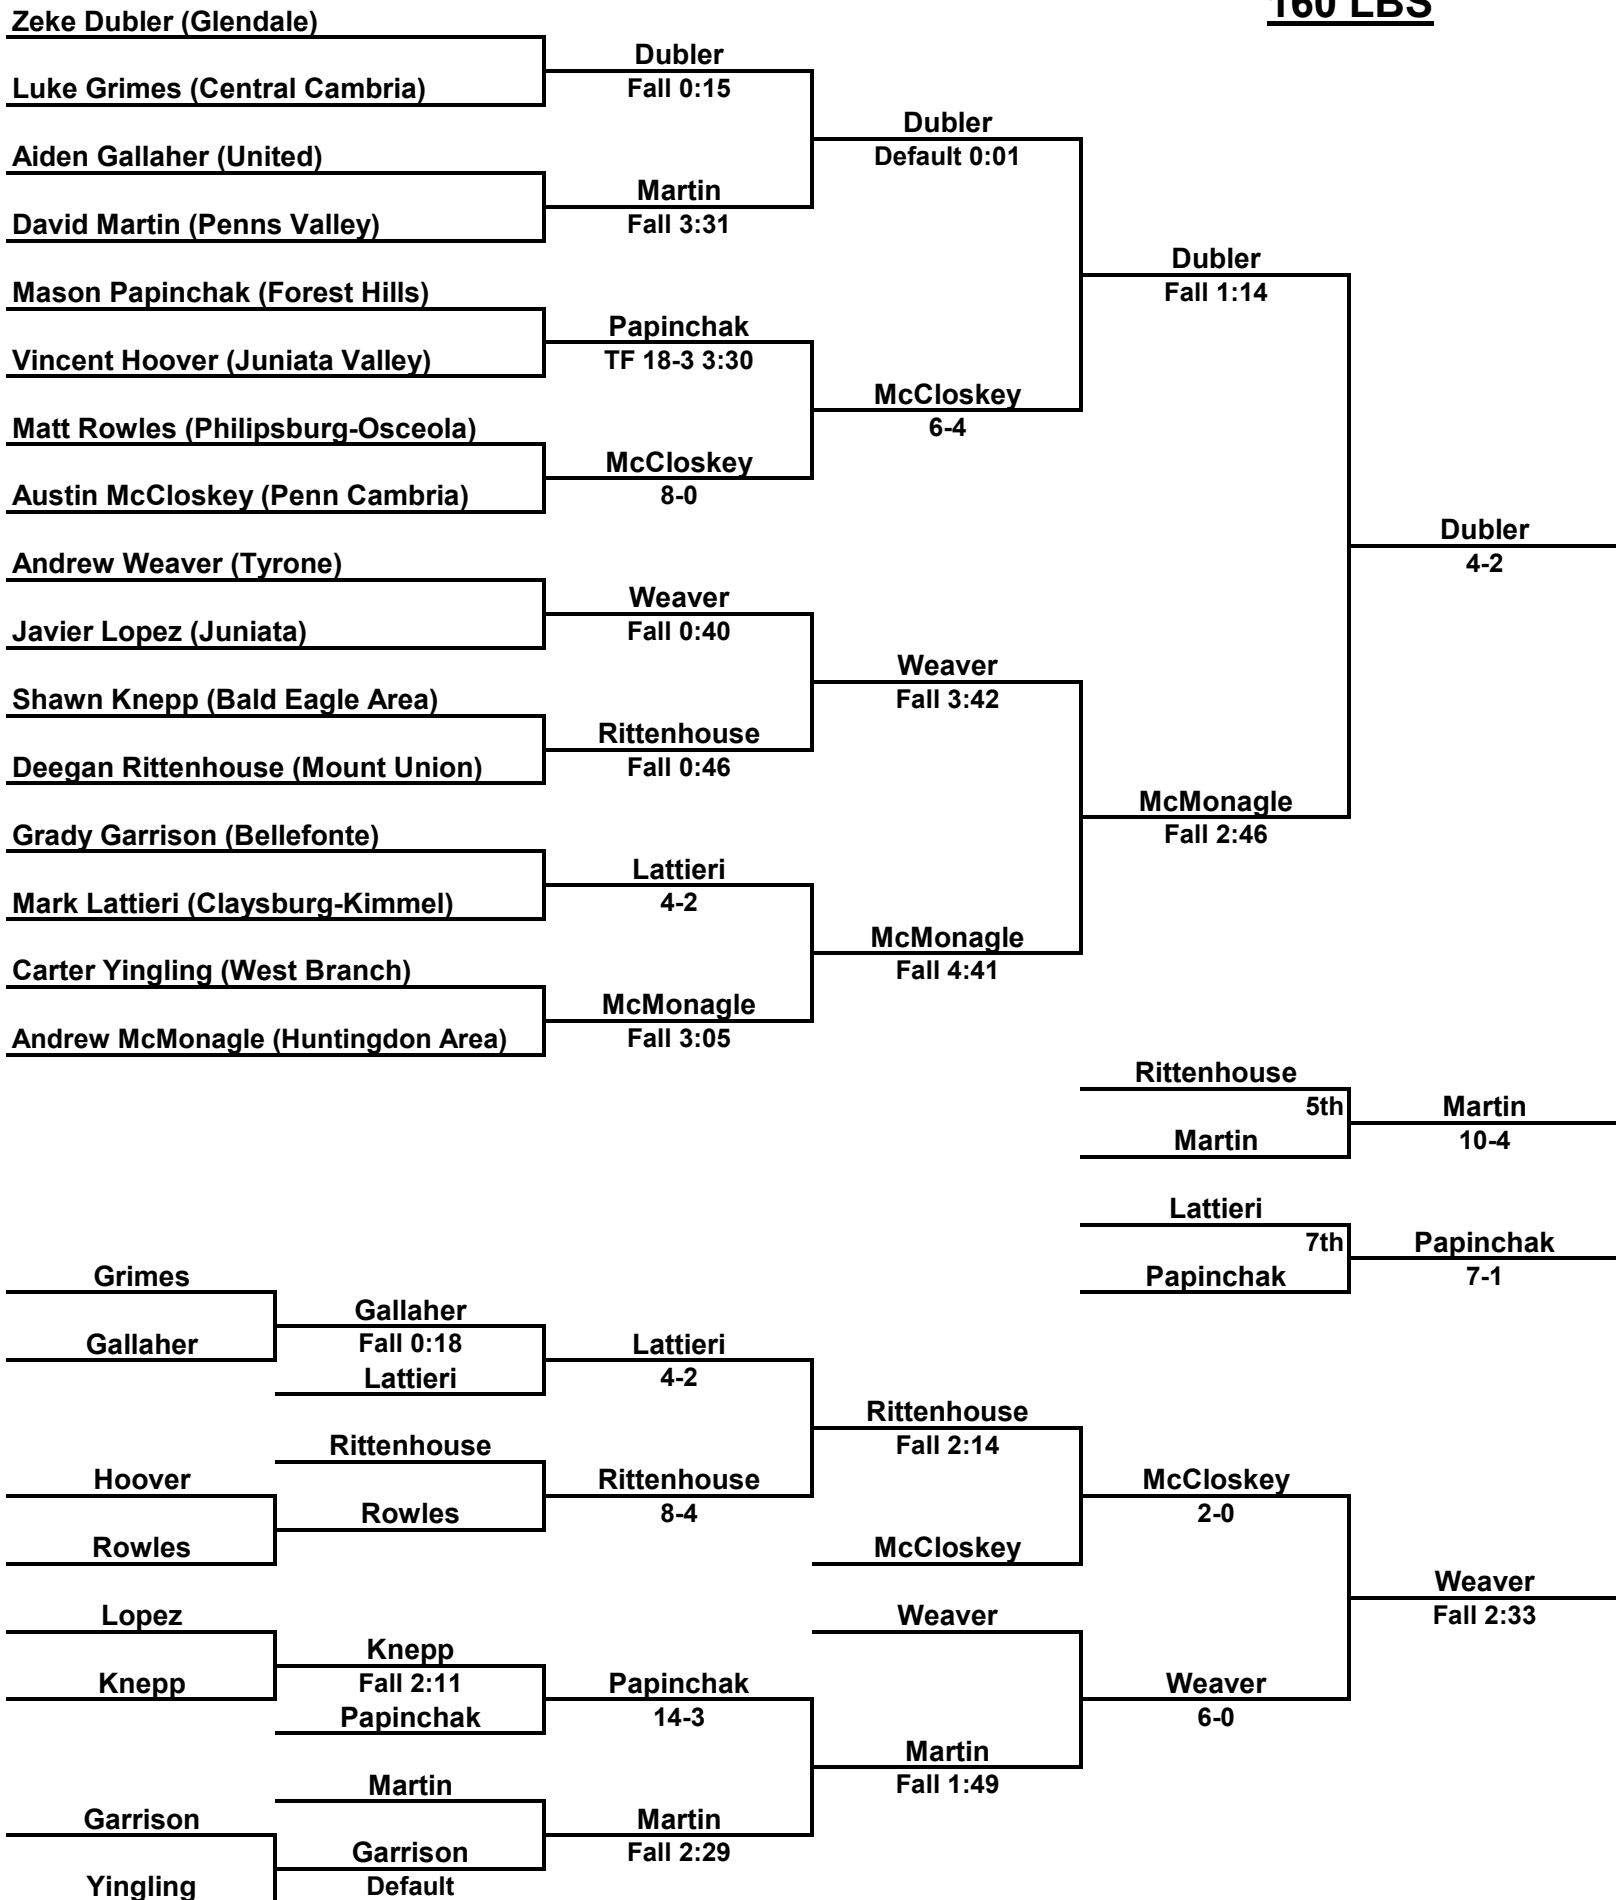 160 LBS
Zeke Dubler (Glendale)
Dubler
Luke Grimes (Central Cambria)
Fall 0:15
Dubler
Aiden Gallaher (United)
Default 0:01
Martin
David Martin (Penns Valley)
Fall 3:31
Dubler
Mason Papinchak (Forest Hills)
Fall 1:14
Papinchak
Vincent Hoover (Juniata Valley)
TF 18-3 3:30
McCloskey
Matt Rowles (Philipsburg-Osceola)
6-4
McCloskey
Austin McCloskey (Penn Cambria)
8-0
Dubler
Andrew Weaver (Tyrone)
4-2
Weaver
Javier Lopez (Juniata)
Fall 0:40
Weaver
Shawn Knepp (Bald Eagle Area)
Fall 3:42
Rittenhouse
Deegan Rittenhouse (Mount Union)
Fall 0:46
McMonagle
Grady Garrison (Bellefonte)
Fall 2:46
Lattieri
Mark Lattieri (Claysburg-Kimmel)
4-2
McMonagle
Carter Yingling (West Branch)
Fall 4:41
McMonagle
Andrew McMonagle (Huntingdon Area)
Fall 3:05
Rittenhouse
5th
Martin
Martin
10-4
Lattieri
7th
Papinchak
Papinchak
7-1
Grimes
Gallaher
Gallaher
Fall 0:18
Lattieri
Lattieri
4-2
Rittenhouse
Rittenhouse
Fall 2:14
Hoover
Rittenhouse
McCloskey
Rowles
8-4
2-0
Rowles
McCloskey
Weaver
Lopez
Weaver
Fall 2:33
Knepp
Knepp
Fall 2:11
Papinchak
Weaver
Papinchak
14-3
6-0
Martin
Martin
Fall 1:49
Garrison
Martin
Garrison
Fall 2:29
Yingling
Default